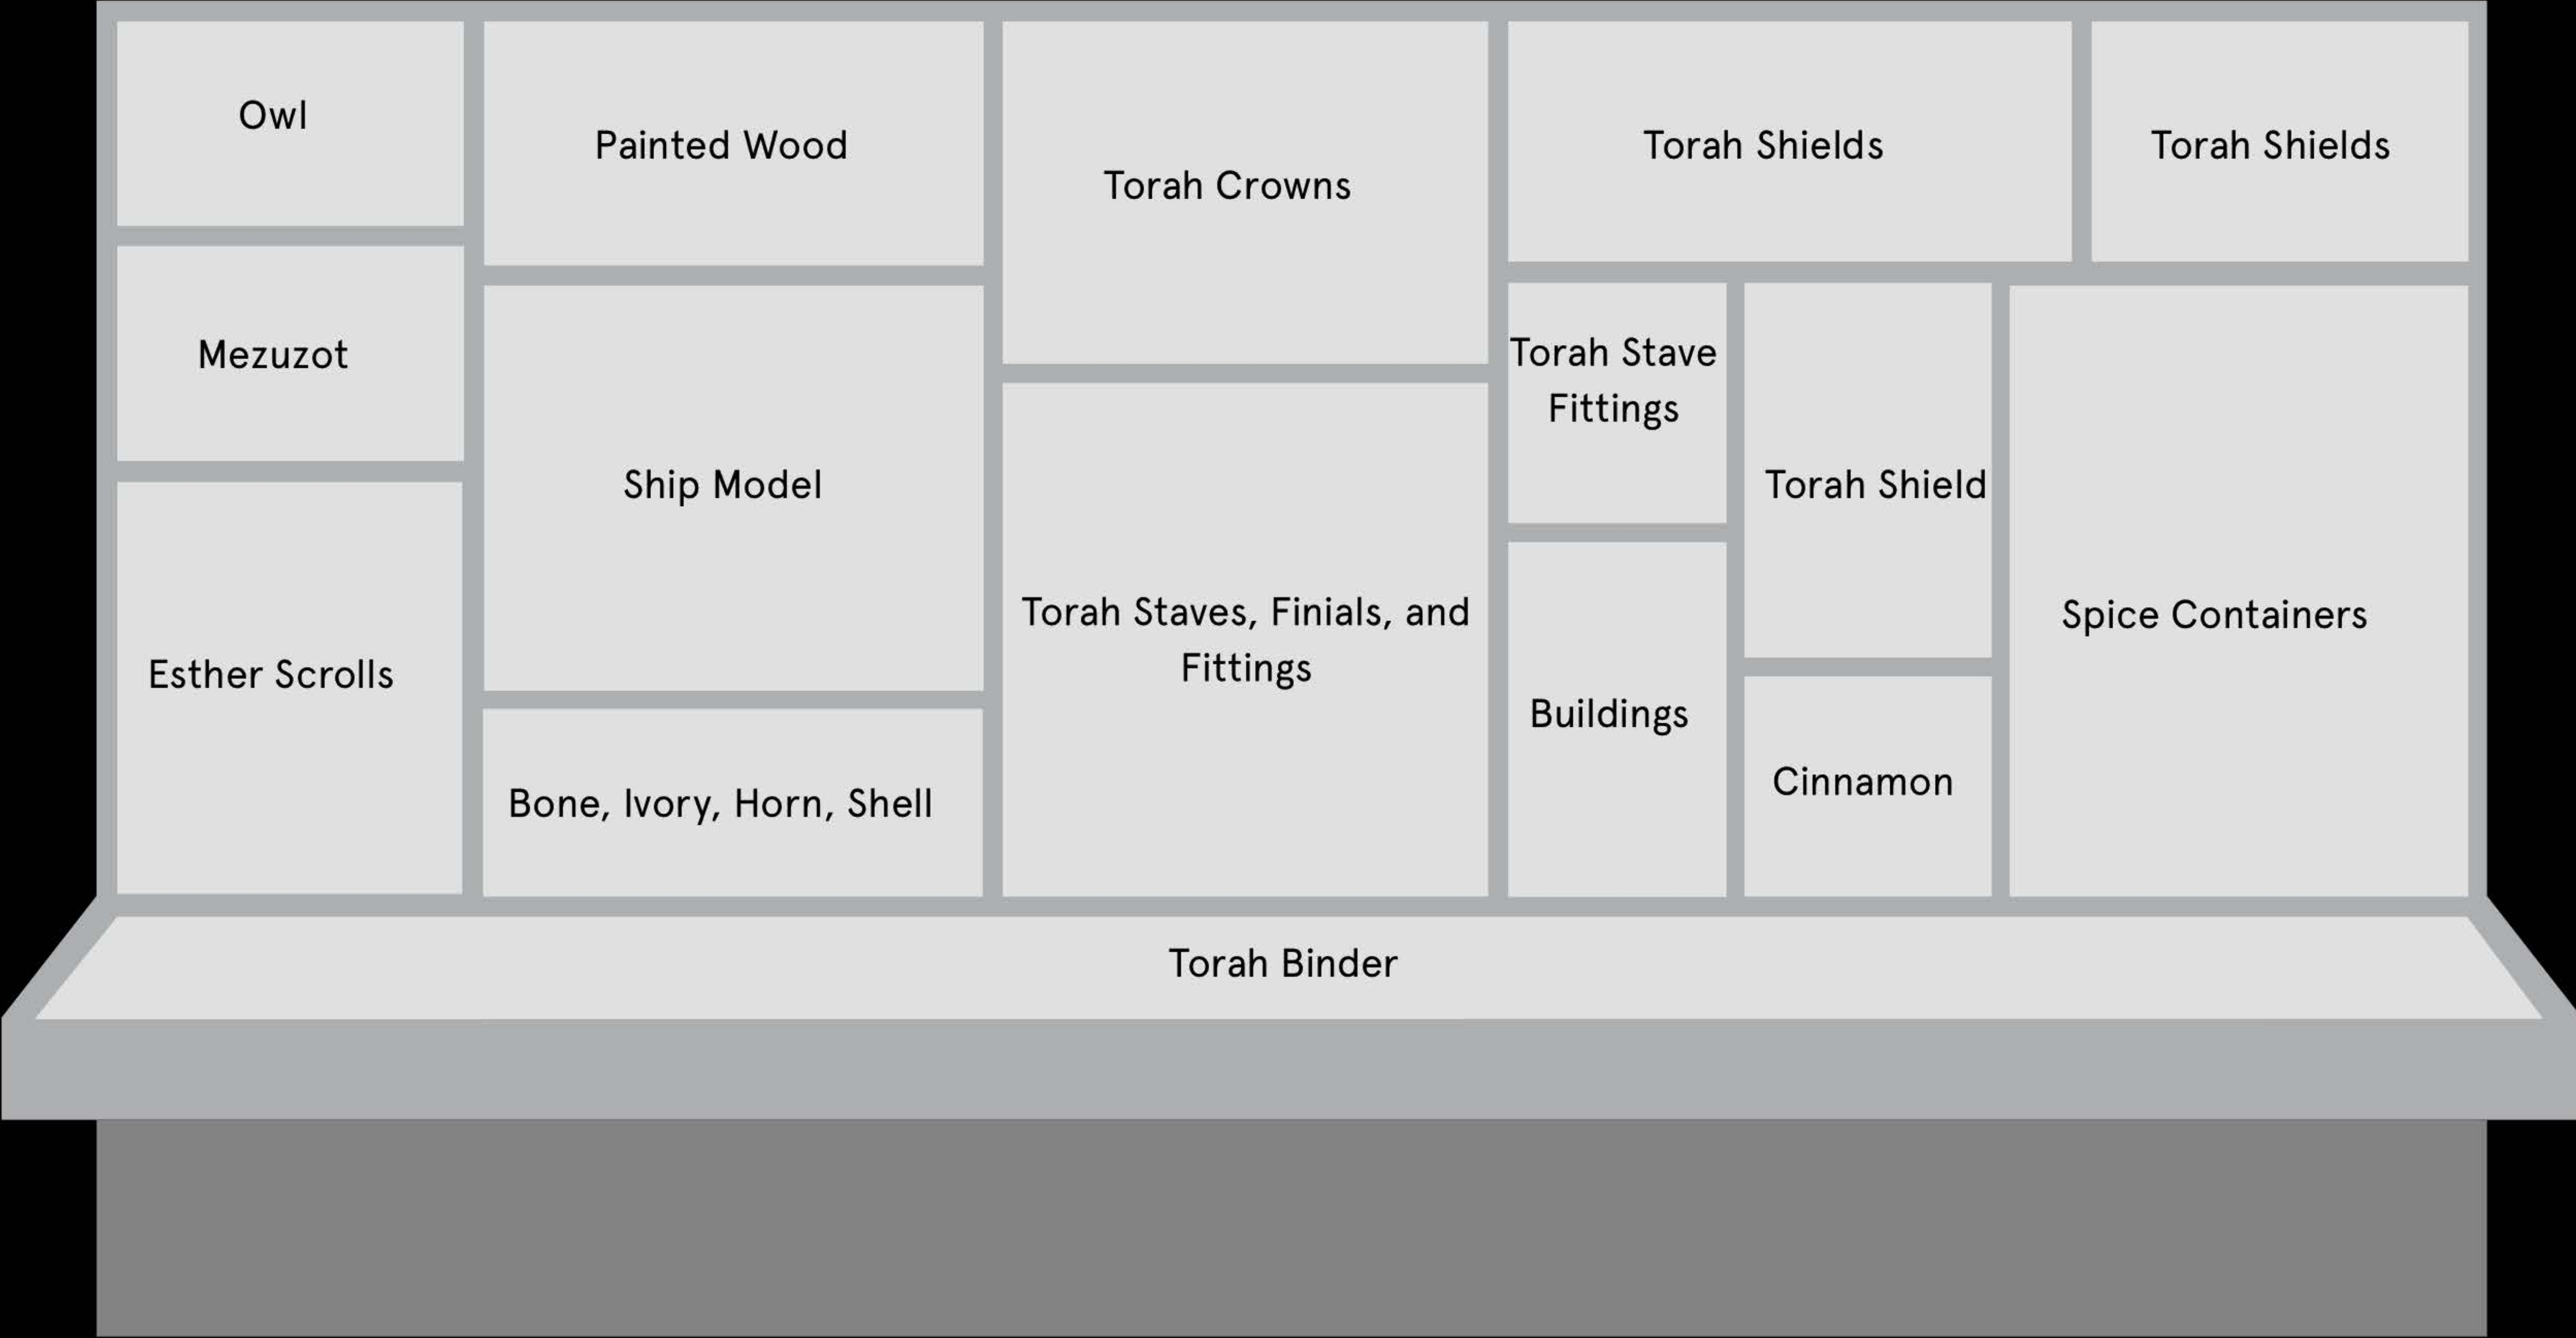 Owl
Painted Wood
Torah Crowns
Torah Shields
Torah Shields
Mezuzot
Ship Model
Torah Stave
Fittings
Torah Shield
Esther Scrolls
Torah Staves, Finials, and
Fittings
Spice Containers
Buildings
Bone, Ivory, Horn, Shell
Cinnamon
Torah Binder